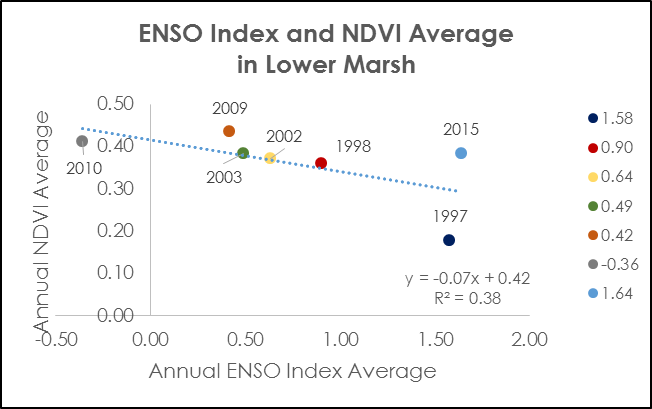 ENSO Index and NDVI Average
in Lower Marsh
Annual NDVI Average
0.50
0.40
0.30
0.20
0.10
0.00
2009
2002
1998
2015
2010
2003
1997
y = -0.07x + 0.42
R² = 0.38
-0.50 0.00 0.50 1.00 1.50 2.00
Annual ENSO Index Average
1.58
0.90
0.64
0.49
0.42
-0.36
1.64